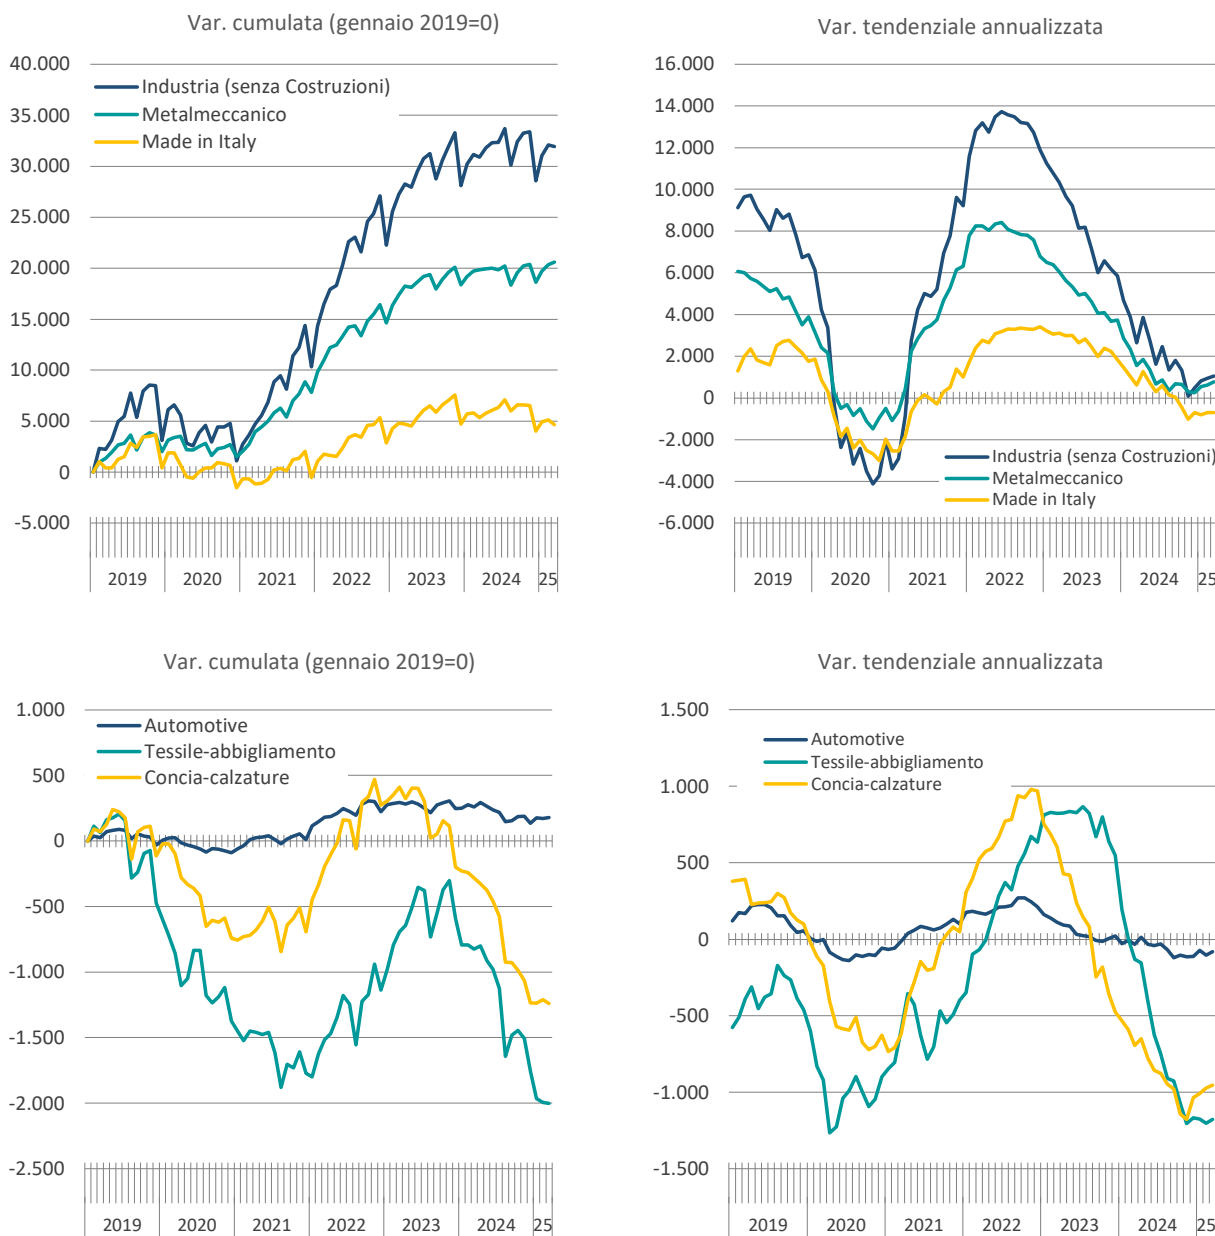 Var. cumulata (gennaio 2019=0)
40.000
35.000
30.000
25.000
20.000
15.000
10.000
5.000
0
-5.000
Industria (senza Costruzioni)
Metalmeccanico
Made in Italy
2019 2020 2021 2022 2023 2024 25
Var. tendenziale annualizzata
16.000
14.000
12.000
10.000
8.000
6.000
4.000
2.000
0
-2.000
-4.000
-6.000
Industria (senza Costruzioni)
Metalmeccanico
Made in Italy
2019 2020 2021 2022 2023 2024 25
Var. cumulata (gennaio 2019=0)
1.000
500
0
-500
-1.000
-1.500
-2.000
-2.500
Automotive
Tessile-abbigliamento
Concia-calzature
2019 2020 2021 2022 2023 2024 25
Var. tendenziale annualizzata
1.500
1.000
500
0
-500
-1.000
-1.500
Automotive
Tessile-abbigliamento
Concia-calzature
2019 2020 2021 2022 2023 2024 25